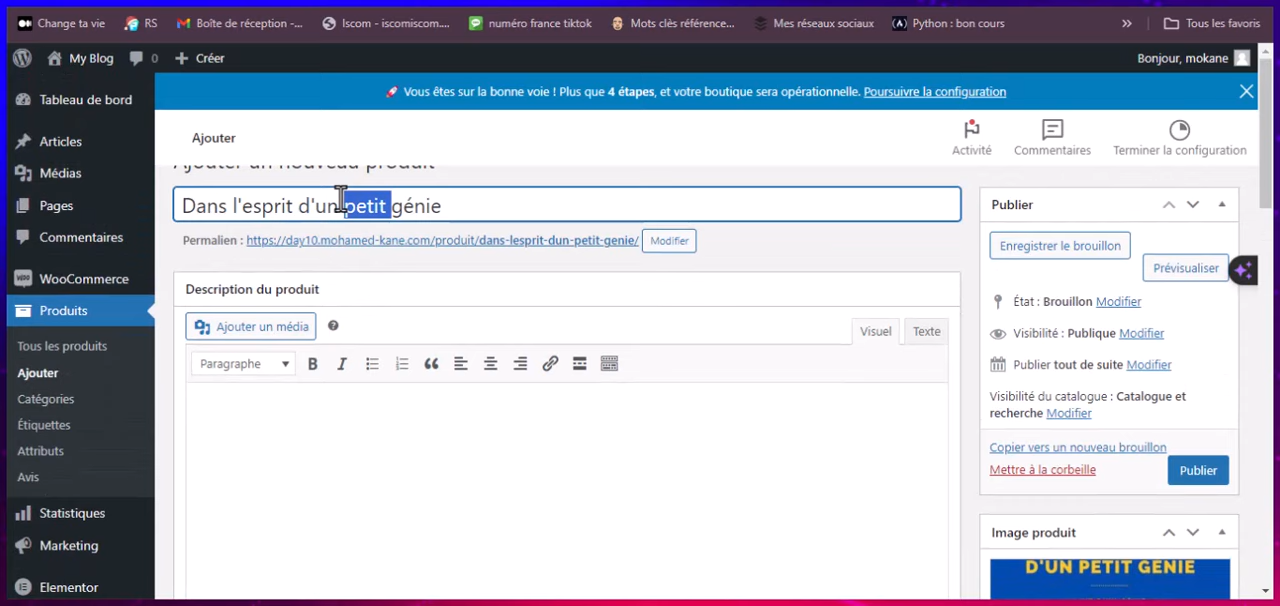 Change ta vie
RS
Boîte de réception -...
Iscom - iscomiscom....
numéro france tiktok
Mots clés référence...
Mes réseaux sociaux
Python : bon cours
»
Tous les favoris
My Blog
0
Créer
Bonjour, mokane
Tableau de bord
Articles
Médias
Pages
Commentaires
WooCommerce
Produits
Tous les produits
Ajouter
Catégories
Étiquettes
Attributs
Avis
Statistiques
Marketing
Elementor
🚀 Vous êtes sur la bonne voie ! Plus que 4 étapes, et votre boutique sera opérationnelle. Poursuivre la configuration
Ajouter
Activité
Commentaires
Terminer la configuration
Ajouter un nouveau produit
Dans l'esprit d'un petit génie
Permalien : https://day10.mohamed-kane.com/produit/dans-lesprit-dun-petit-genie/ Modifier
Description du produit
Ajouter un média
Visuel
Texte
Paragraphe
B
I
Publier
Enregistrer le brouillon
Prévisualiser
État : Brouillon Modifier
Visibilité : Publique Modifier
Publier tout de suite Modifier
Visibilité du catalogue : Catalogue et
recherche Modifier
Copier vers un nouveau brouillon
Mettre à la corbeille
Publier
Image produit
D'UN PETIT GENIE